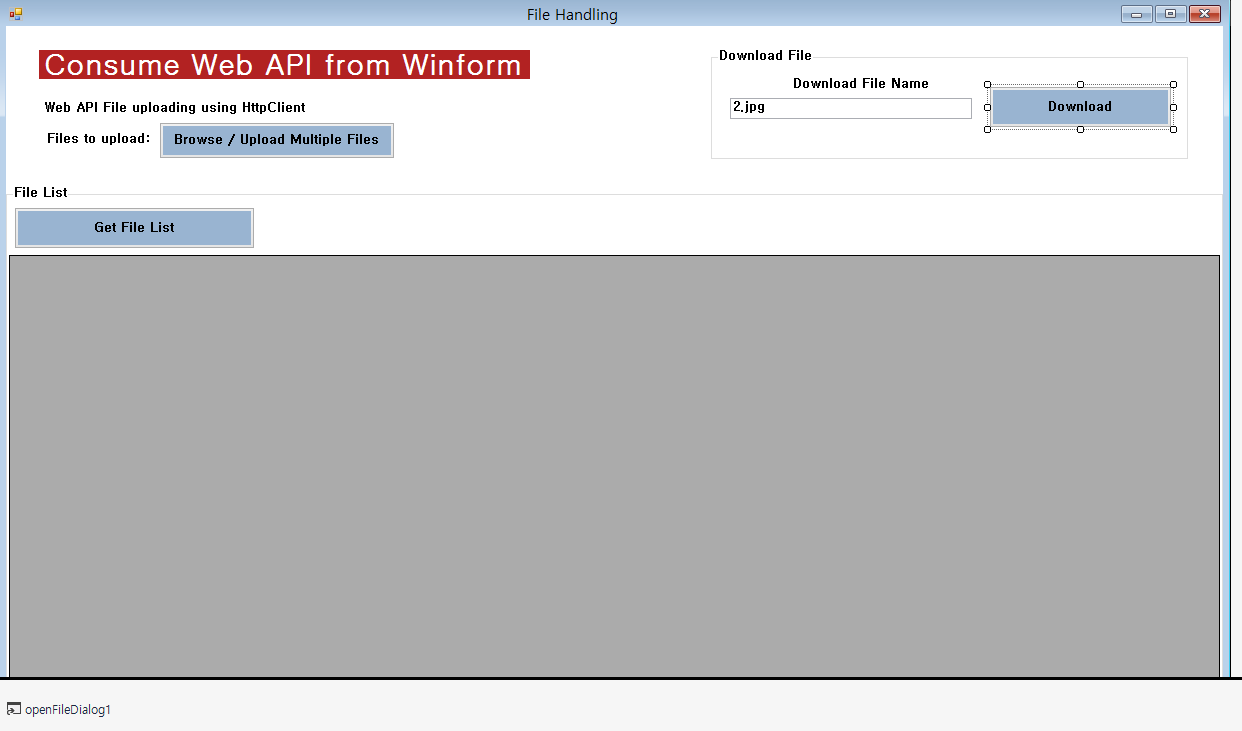 File Handling
Consume Web API from Winform
Web API File uploading using HttpClient
Files to upload:
Browse / Upload Multiple Files
Download File
Download File Name
2.jpg
Download
File List
Get File List
openFileDialog1